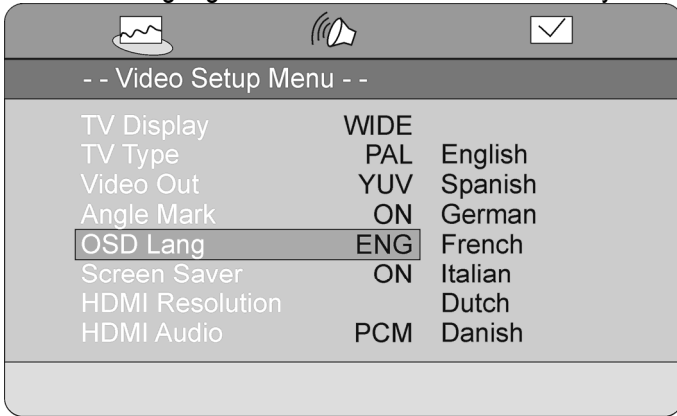 - - Video Setup Menu - -
TV Display WIDE
TV Type PAL English
Video Out YUV Spanish
Angle Mark ON German
OSD Lang ENG French
Screen Saver ON Italian
HDMI Resolution Dutch
HDMI Audio PCM Danish